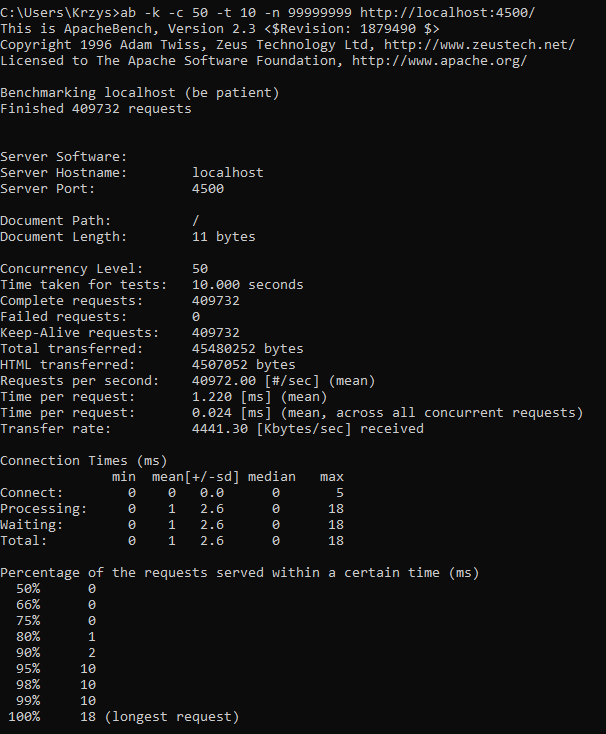 C:\Users\Krzys>ab -k -c 50 -t 10 -n 99999999 http://localhost:4500/
This is ApacheBench, Version 2.3 <$Revision: 1879490 $>
Copyright 1996 Adam Twiss, Zeus Technology Ltd, http://www.zeustech.net/
Licensed to The Apache Software Foundation, http://www.apache.org/

Benchmarking localhost (be patient)
Finished 409732 requests


Server Software:
Server Hostname:        localhost
Server Port:            4500

Document Path:          /
Document Length:        11 bytes

Concurrency Level:      50
Time taken for tests:   10.000 seconds
Complete requests:      409732
Failed requests:        0
Keep-Alive requests:    409732
Total transferred:      45480252 bytes
HTML transferred:       4507052 bytes
Requests per second:    40972.00 [#/sec] (mean)
Time per request:       1.220 [ms] (mean)
Time per request:       0.024 [ms] (mean, across all concurrent requests)
Transfer rate:          4441.30 [Kbytes/sec] received

Connection Times (ms)
              min  mean[+/-sd] median   max
Connect:        0    0   0.0      0       5
Processing:     0    1   2.6      0      18
Waiting:        0    1   2.6      0      18
Total:          0    1   2.6      0      18

Percentage of the requests served within a certain time (ms)
  50%      0
  66%      0
  75%      0
  80%      1
  90%      2
  95%     10
  98%     10
  99%     10
 100%     18 (longest request)